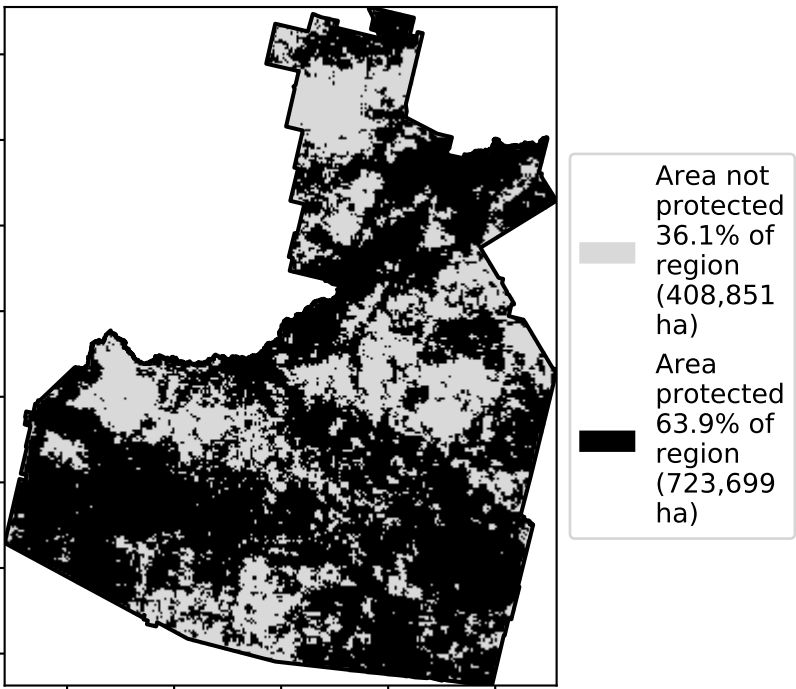 Area not
protected
36.1% of
region
(408,851
ha)
Area
protected
63.9% of
region
(723,699
ha)